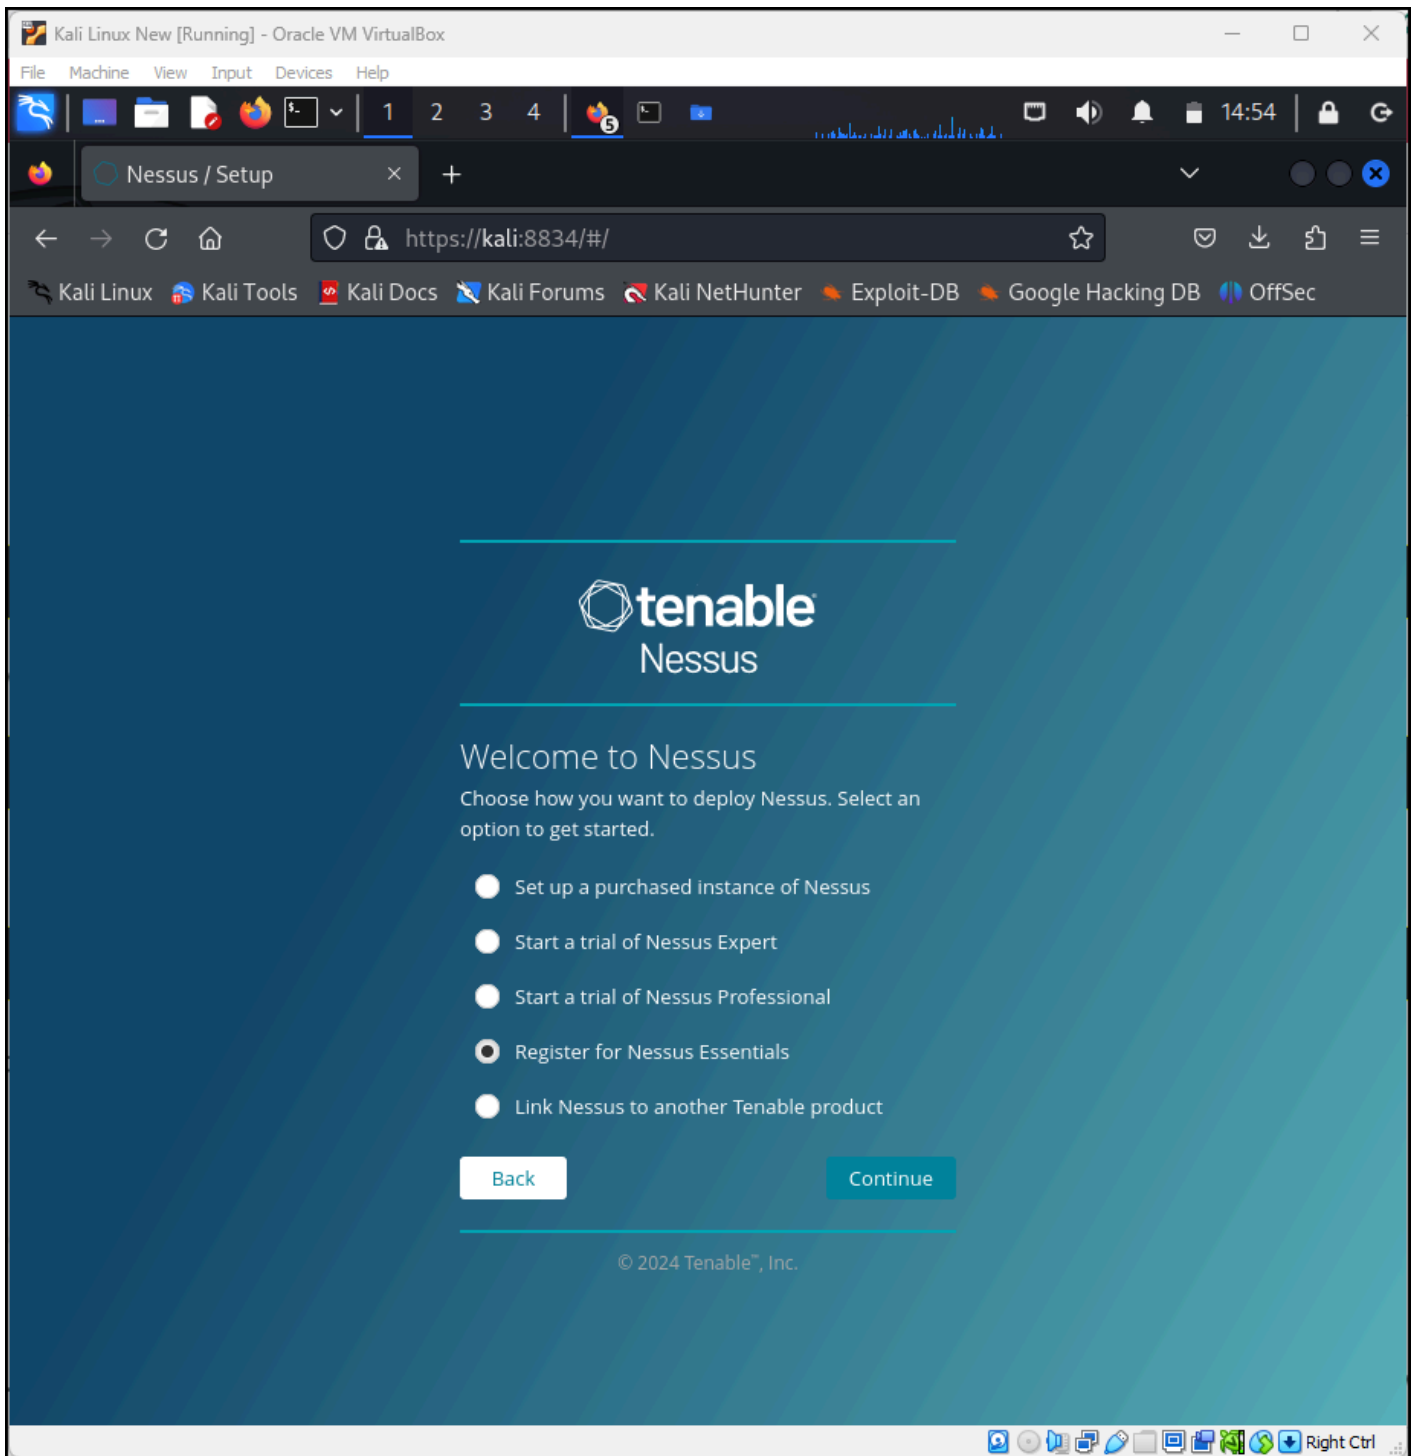 Kali Linux New [Running] - Oracle VM VirtualBox
File Machine View Input Devices Help
1 2 3 4 5 14:54
Nessus / Setup
https://kali:8834/#/
Kali Linux Kali Tools Kali Docs Kali Forums Kali NetHunter Exploit-DB Google Hacking DB OffSec
tenable
Nessus
Welcome to Nessus
Choose how you want to deploy Nessus. Select an
option to get started.
Set up a purchased instance of Nessus
Start a trial of Nessus Expert
Start a trial of Nessus Professional
Register for Nessus Essentials
Link Nessus to another Tenable product
Back Continue
© 2024 Tenable™, Inc.
Right Ctrl